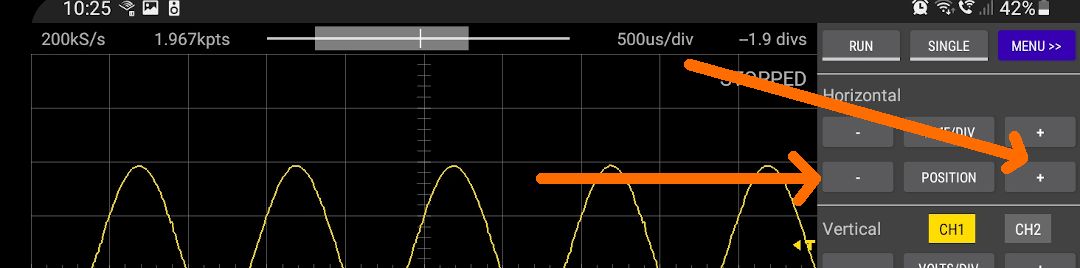 10:25 42%
200kS/s 1.967kpts 500us/div –1.9 divs
RUN SINGLE MENU >>
STOPPED
Horizontal
- TIME/DIV +
- POSITION +
Vertical CH1 CH2
T
VOLTS/DIV